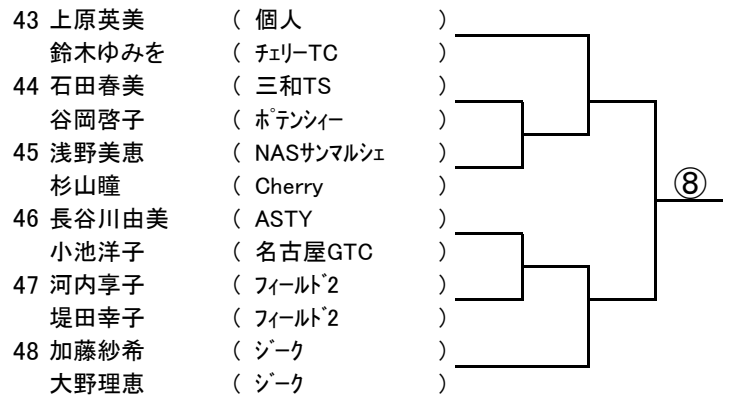 43 上原英美 ( 個人 )
鈴木ゆみを ( ﾁｪﾘｰTC )
44 石田春美 ( 三和TS )
谷岡啓子 ( ﾎﾟﾃﾝｼｨｰ )
45 浅野美恵 ( NASｻﾝﾏﾙｼｪ )
杉山瞳 ( Cherry )
⑧
46 長谷川由美 ( ASTY )
小池洋子 ( 名古屋GTC )
47 河内享子 ( ﾌｨｰﾙﾄﾞ2 )
堤田幸子 ( ﾌｨｰﾙﾄﾞ2 )
48 加藤紗希 ( ｼﾞｰｸ )
大野理恵 ( ｼﾞｰｸ )